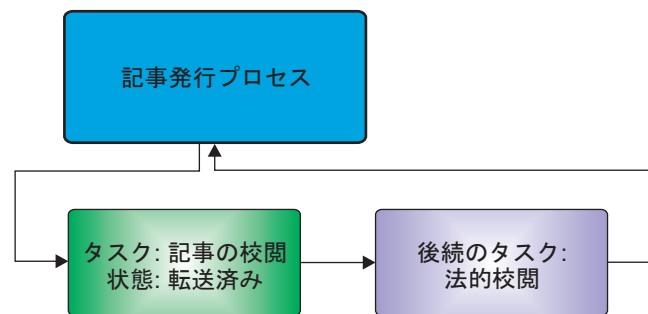 記事発行プロセス
タスク: 記事の校閲
状態: 転送済み
後続のタスク:
法的校閲